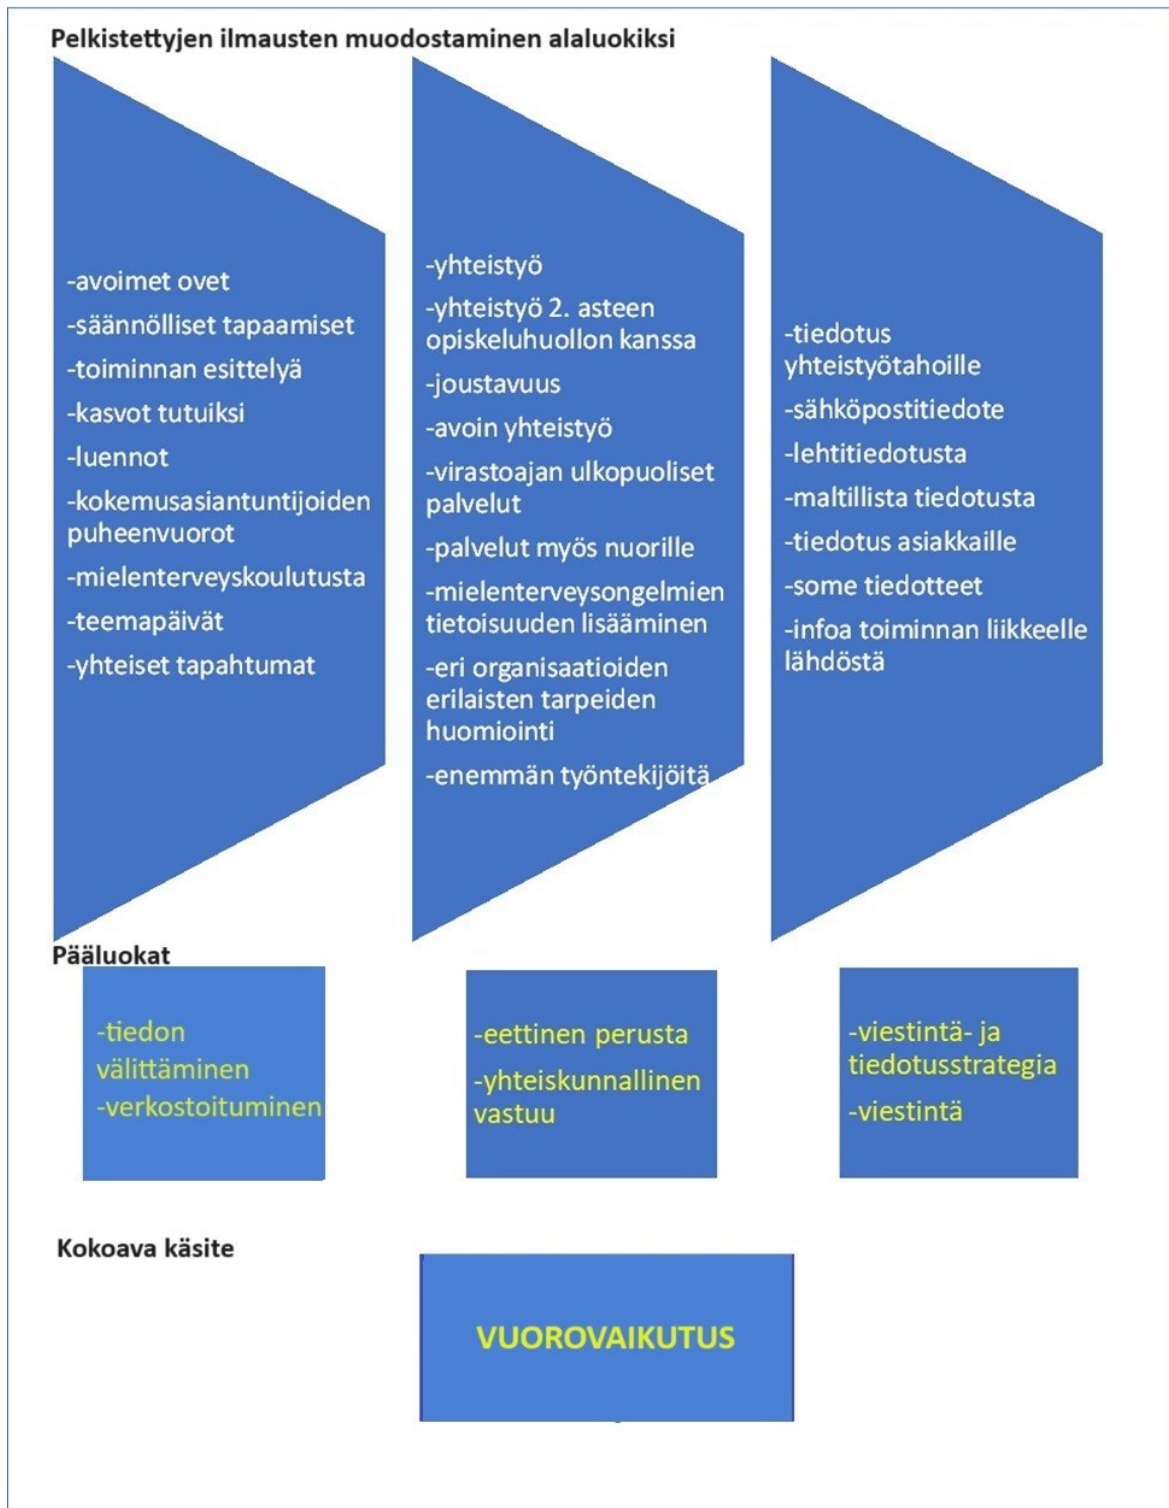 Pelkistettyjen ilmausten muodostaminen alaluokiksi
-avoimet ovet
-säännölliset tapaamiset
-toiminnan esittelyä
-kasvot tutuiksi
-luennot
-kokemusasiantuntijoiden
puheenvuorot
-mielenterveyskoulutusta
-teemapäivät
-yhteiset tapahtumat
-yhteistyö
-yhteistyö 2. asteen
opiskeluhuollon kanssa
-joustavuus
-avoin yhteistyö
-virastoajan ulkopuoliset
palvelut
-palvelut myös nuorille
-mielenterveysongelmien
tietoisuuden lisääminen
-eri organisaatioiden
erilaisten tarpeiden
huomiointi
-enemmän työntekijöitä
-tiedotus
yhteistyötahoille
-sähköpostitiedote
-lehtitiedotusta
-maltillista tiedotusta
-tiedotus asiakkaille
-some tiedotteet
-infoa toiminnan liikkeelle
lähdöstä
Pääluokat
-tiedon
välittäminen
-verkostoituminen
-eettinen perusta
-yhteiskunnallinen
vastuu
-viestintä- ja
tiedotusstrategia
-viestintä
Kokoava käsite
VUOROVAIKUTUS